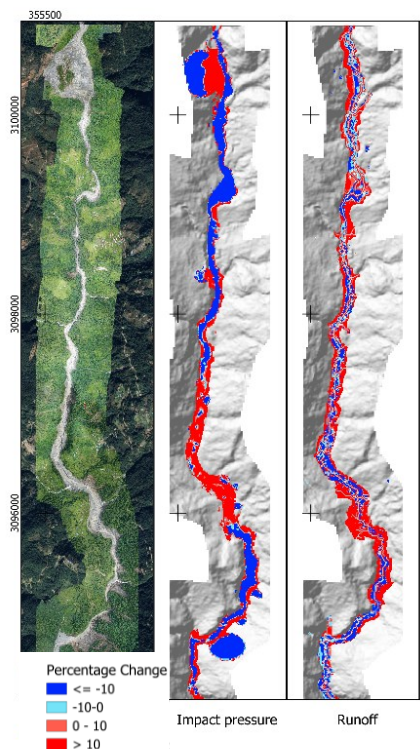 355500
3100000
3098000
3096000
Percentage Change
<= -10
-10-0
0 - 10
> 10
Impact pressure
Runoff